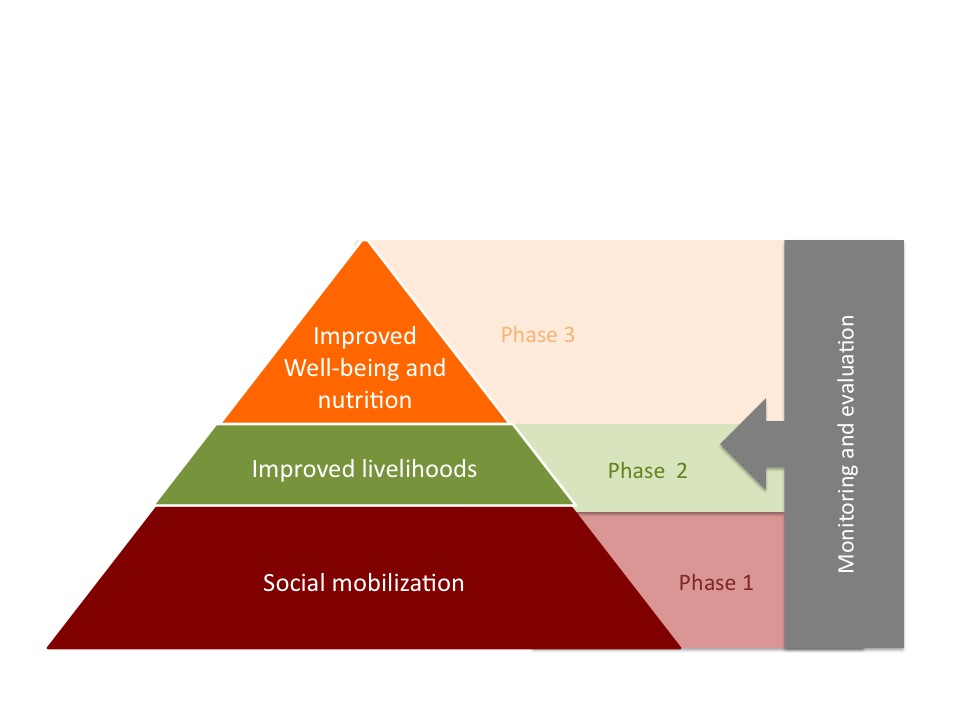 Improved
Well-being and
nutrition
Phase 3
Improved livelihoods
Phase 2
Social mobilization
Phase 1
Monitoring and evaluation